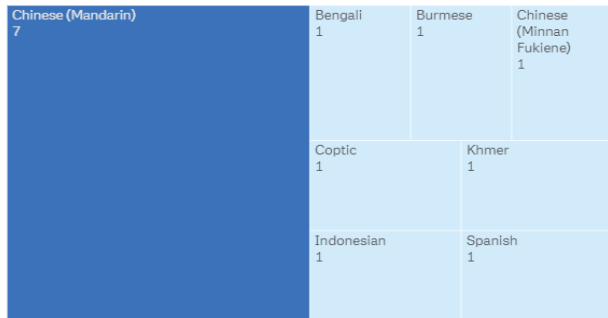 Chinese (Mandarin)
7
Bengali
1
Burmese
1
Chinese
(Minnan
Fukiene)
1
Coptic
1
Khmer
1
Indonesian
1
Spanish
1